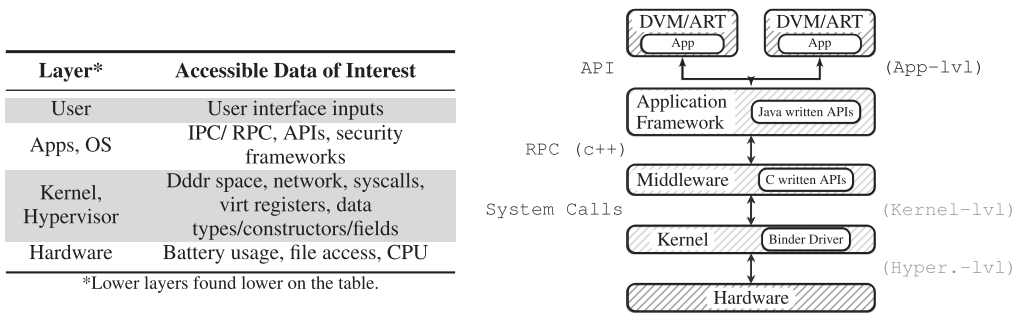 Layer*
Accessible Data of Interest
User
User interface inputs
Apps, OS
IPC/ RPC, APIs, security
frameworks
Kernel,
Hypervisor
Dddr space, network, syscalls,
virt registers, data
types/constructors/fields
Hardware
Battery usage, file access, CPU
*Lower layers found lower on the table.
DVM/ART
App
DVM/ART
App
API
(App-lvl)
Application
Framework
Java written APIs
RPC (c++)
Middleware
C written APIs
System Calls
(Kernel-lvl)
Kernel
Binder Driver
(Hyper.-lvl)
Hardware